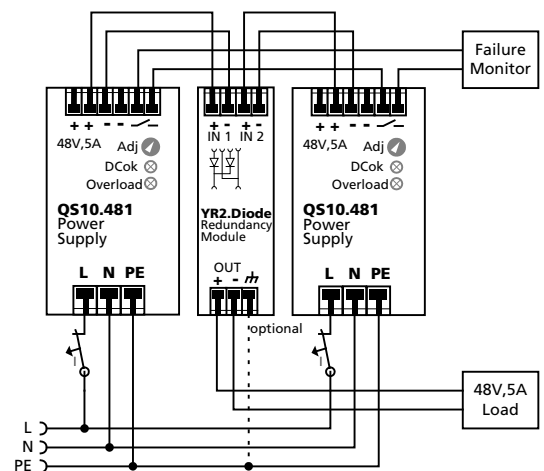 Failure
Monitor
+ + - -
48V,5A
Adj
DCok
Overload
QS10.481
Power
Supply
L N PE
+ - + -
IN 1 IN 2
YR2.Diode
Redundancy
Module
OUT
+ -
optional
+ + - -
48V,5A
Adj
DCok
Overload
QS10.481
Power
Supply
L N PE
I
I
48V,5A
Load
L
N
PE